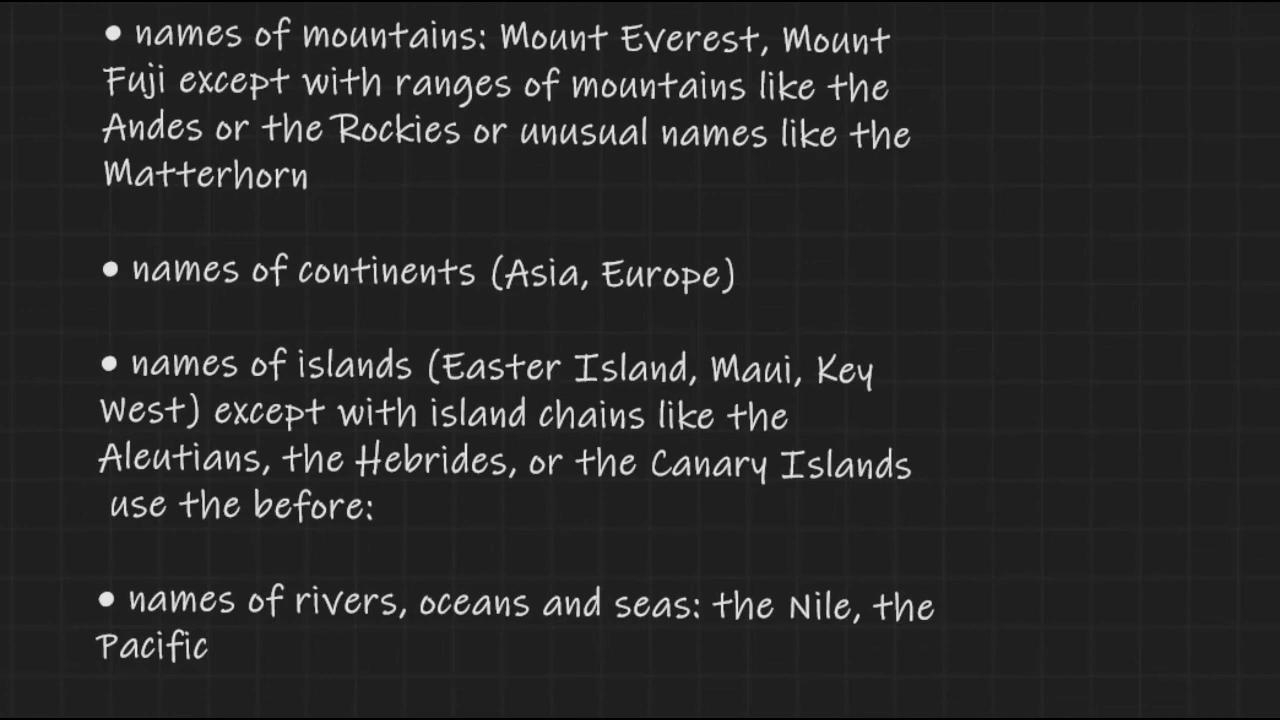 • names of mountains: Mount Everest, Mount
Fuji except with ranges of mountains like the
Andes or the Rockies or unusual names like the
Matterhorn
• names of continents (Asia, Europe)
• names of islands (Easter Island, Maui, Key
West) except with island chains like the
Aleutians, the Hebrides, or the Canary Islands
use the before:
• names of rivers, oceans and seas: the Nile, the
Pacific